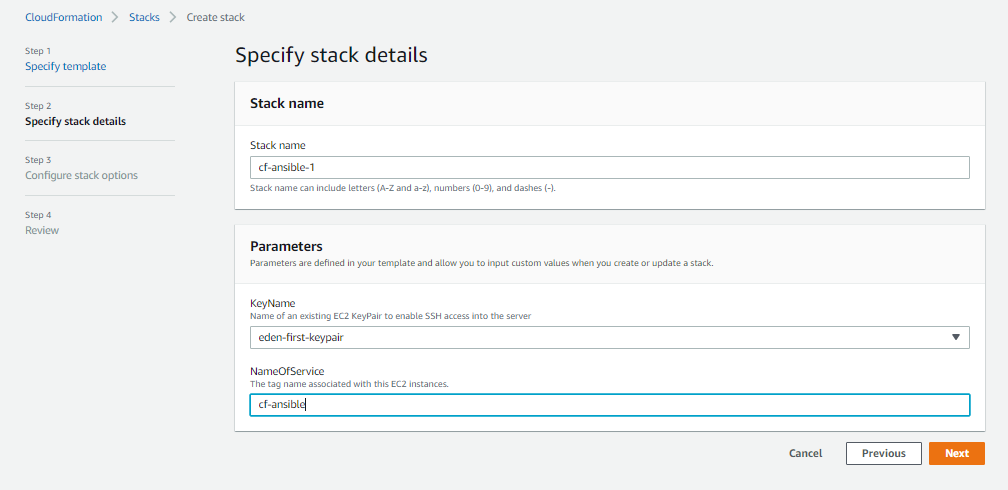 CloudFormation > Stacks > Create stack
Step 1
Specify template
Step 2
Specify stack details
Step 3
Configure stack options
Step 4
Review
Specify stack details
Stack name
Stack name
cf-ansible-1
Stack name can include letters (A-Z and a-z), numbers (0-9), and dashes (-).
Parameters
Parameters are defined in your template and allow you to input custom values when you create or update a stack.
KeyName
Name of an existing EC2 KeyPair to enable SSH access into the server
eden-first-keypair
NameOfService
The tag name associated with this EC2 instances.
cf-ansible
Cancel Previous Next